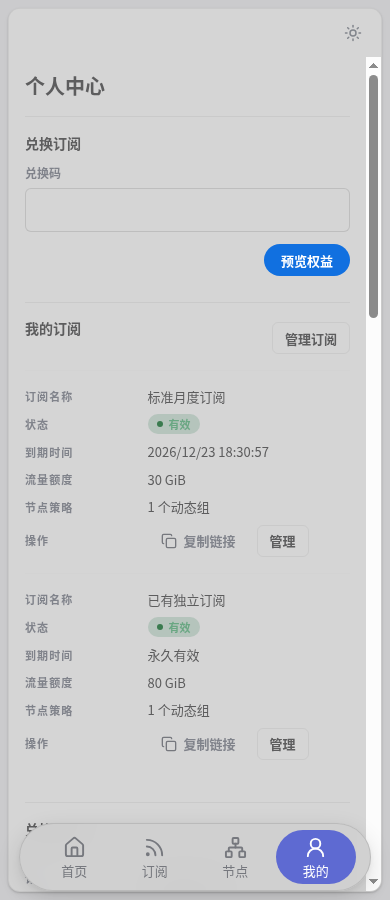 个人中心
兑换订阅
兑换码
预览权益
我的订阅
管理订阅
订阅名称 标准月度订阅
状态 有效
到期时间 2026/12/23 18:30:57
流量额度 30 GiB
节点策略 1 个动态组
操作 复制链接 管理
订阅名称 已有独立订阅
状态 有效
到期时间 永久有效
流量额度 80 GiB
节点策略 1 个动态组
操作 复制链接 管理
首页 订阅 节点 我的